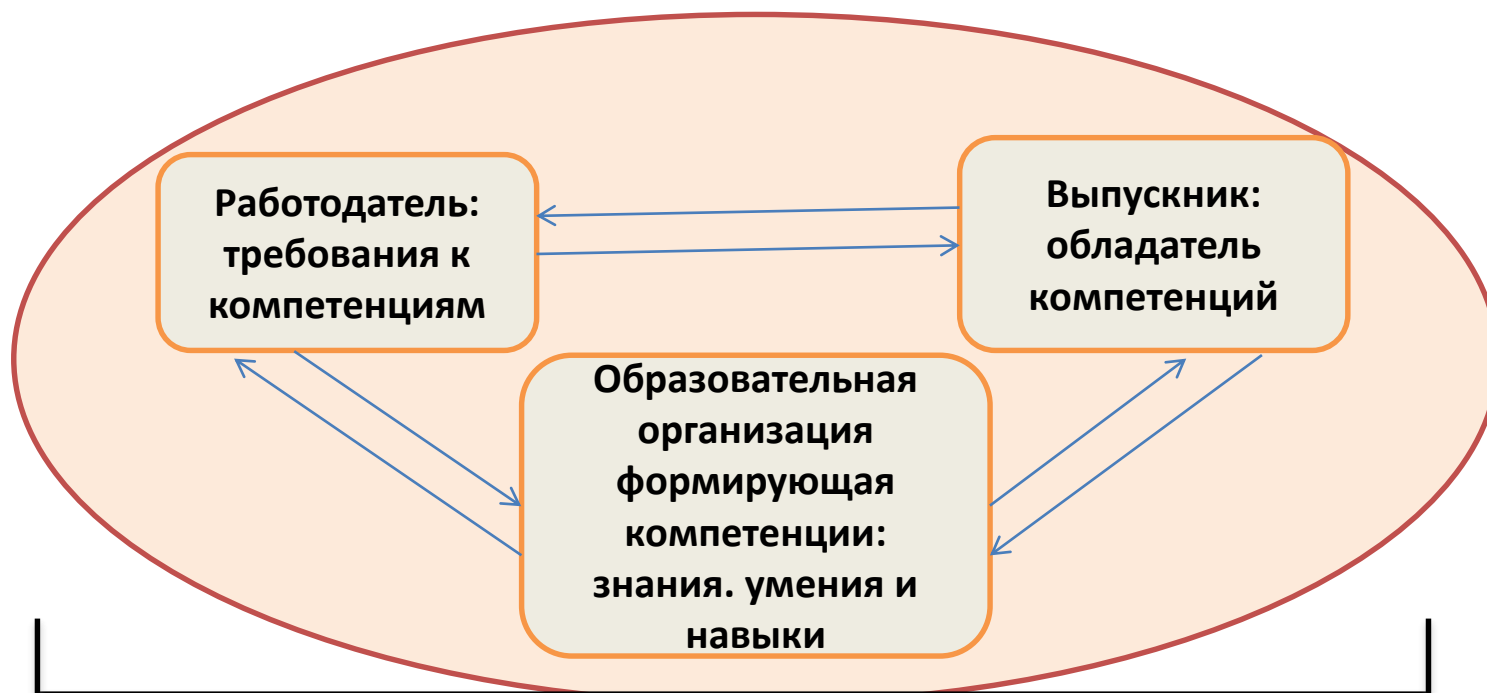 Работодатель:
требования к
компетенциям
Выпускник:
обладатель
компетенций
Образовательная
организация
формирующая
компетенции:
знания. умения и
навыки